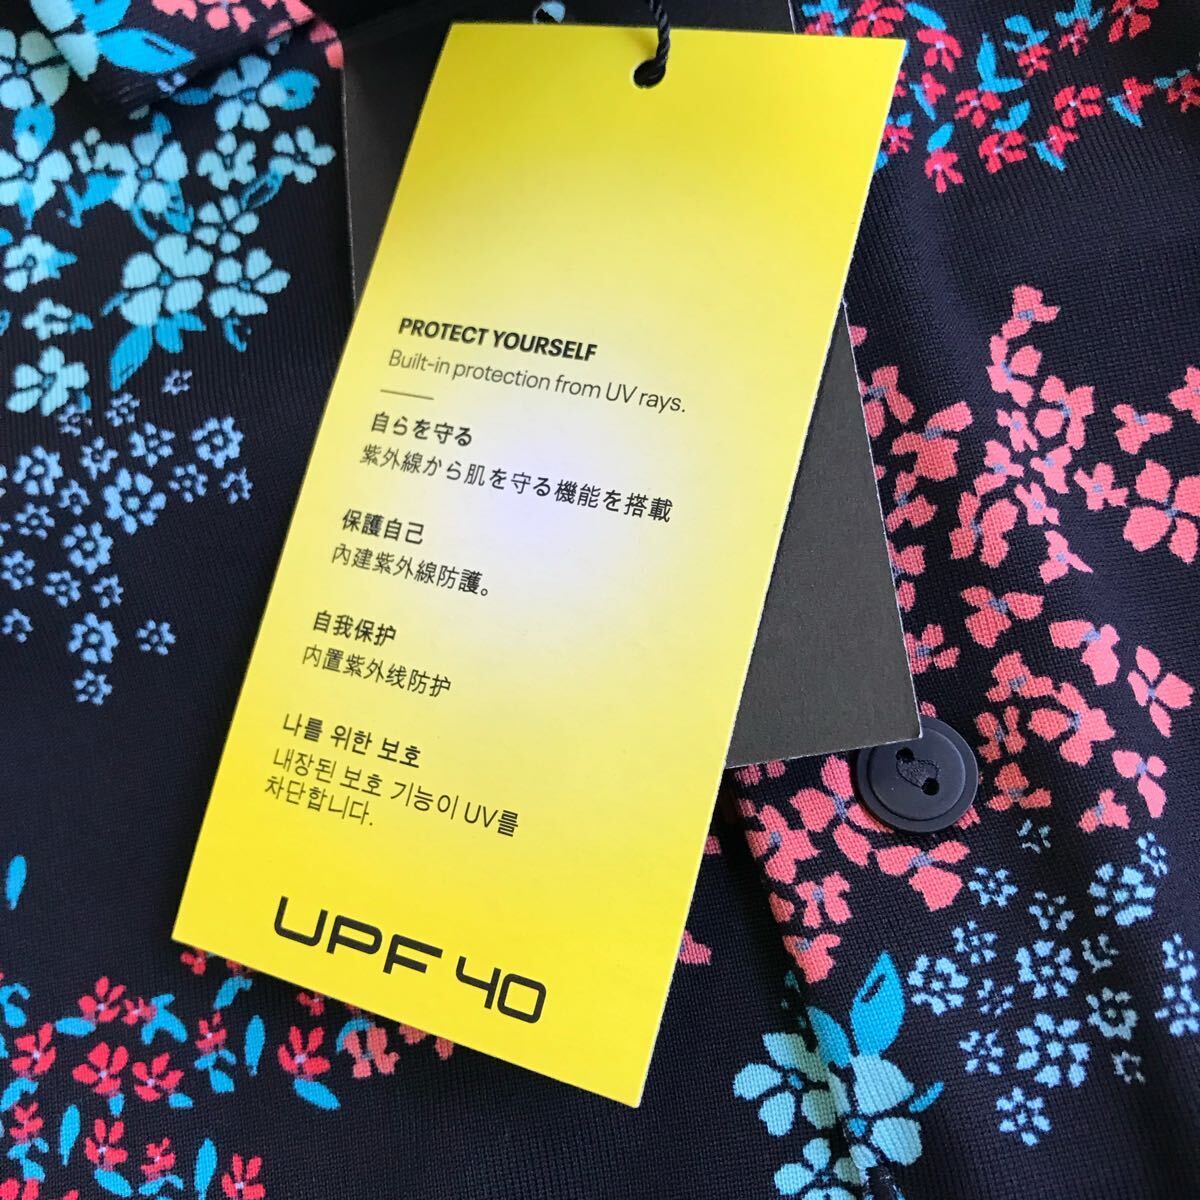 PROTECT YOURSELF
Built-in protection from UV rays.
自らを守る
紫外線から肌を守る機能を搭載
保護自己
內建紫外線防護。
自我保护
内置紫外线防护
나를 위한 보호
내장된 보호 기능이 UV를
차단합니다.
UPF 40